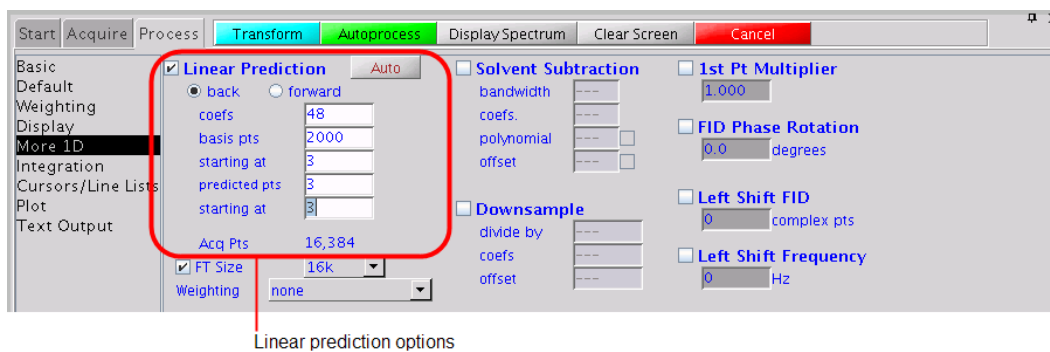 Start Acquire Process Transform Autoprocess Display Spectrum Clear Screen Cancel
Basic
Default
Weighting
Display
More 1D
Integration
Cursors/Line Lists
Plot
Text Output
Linear Prediction Auto
back forward
coefs 48
basis pts 2000
starting at 3
predicted pts 3
starting at 3
Acq Pts 16,384
FT Size 16k
Weighting none
Solvent Subtraction
bandwidth ---
coefs. ---
polynomial ---
offset ---
Downsample
divide by ---
coefs ---
offset ---
1st Pt Multiplier
1.000
FID Phase Rotation
0.0 degrees
Left Shift FID
0 complex pts
Left Shift Frequency
0 Hz
Linear prediction options